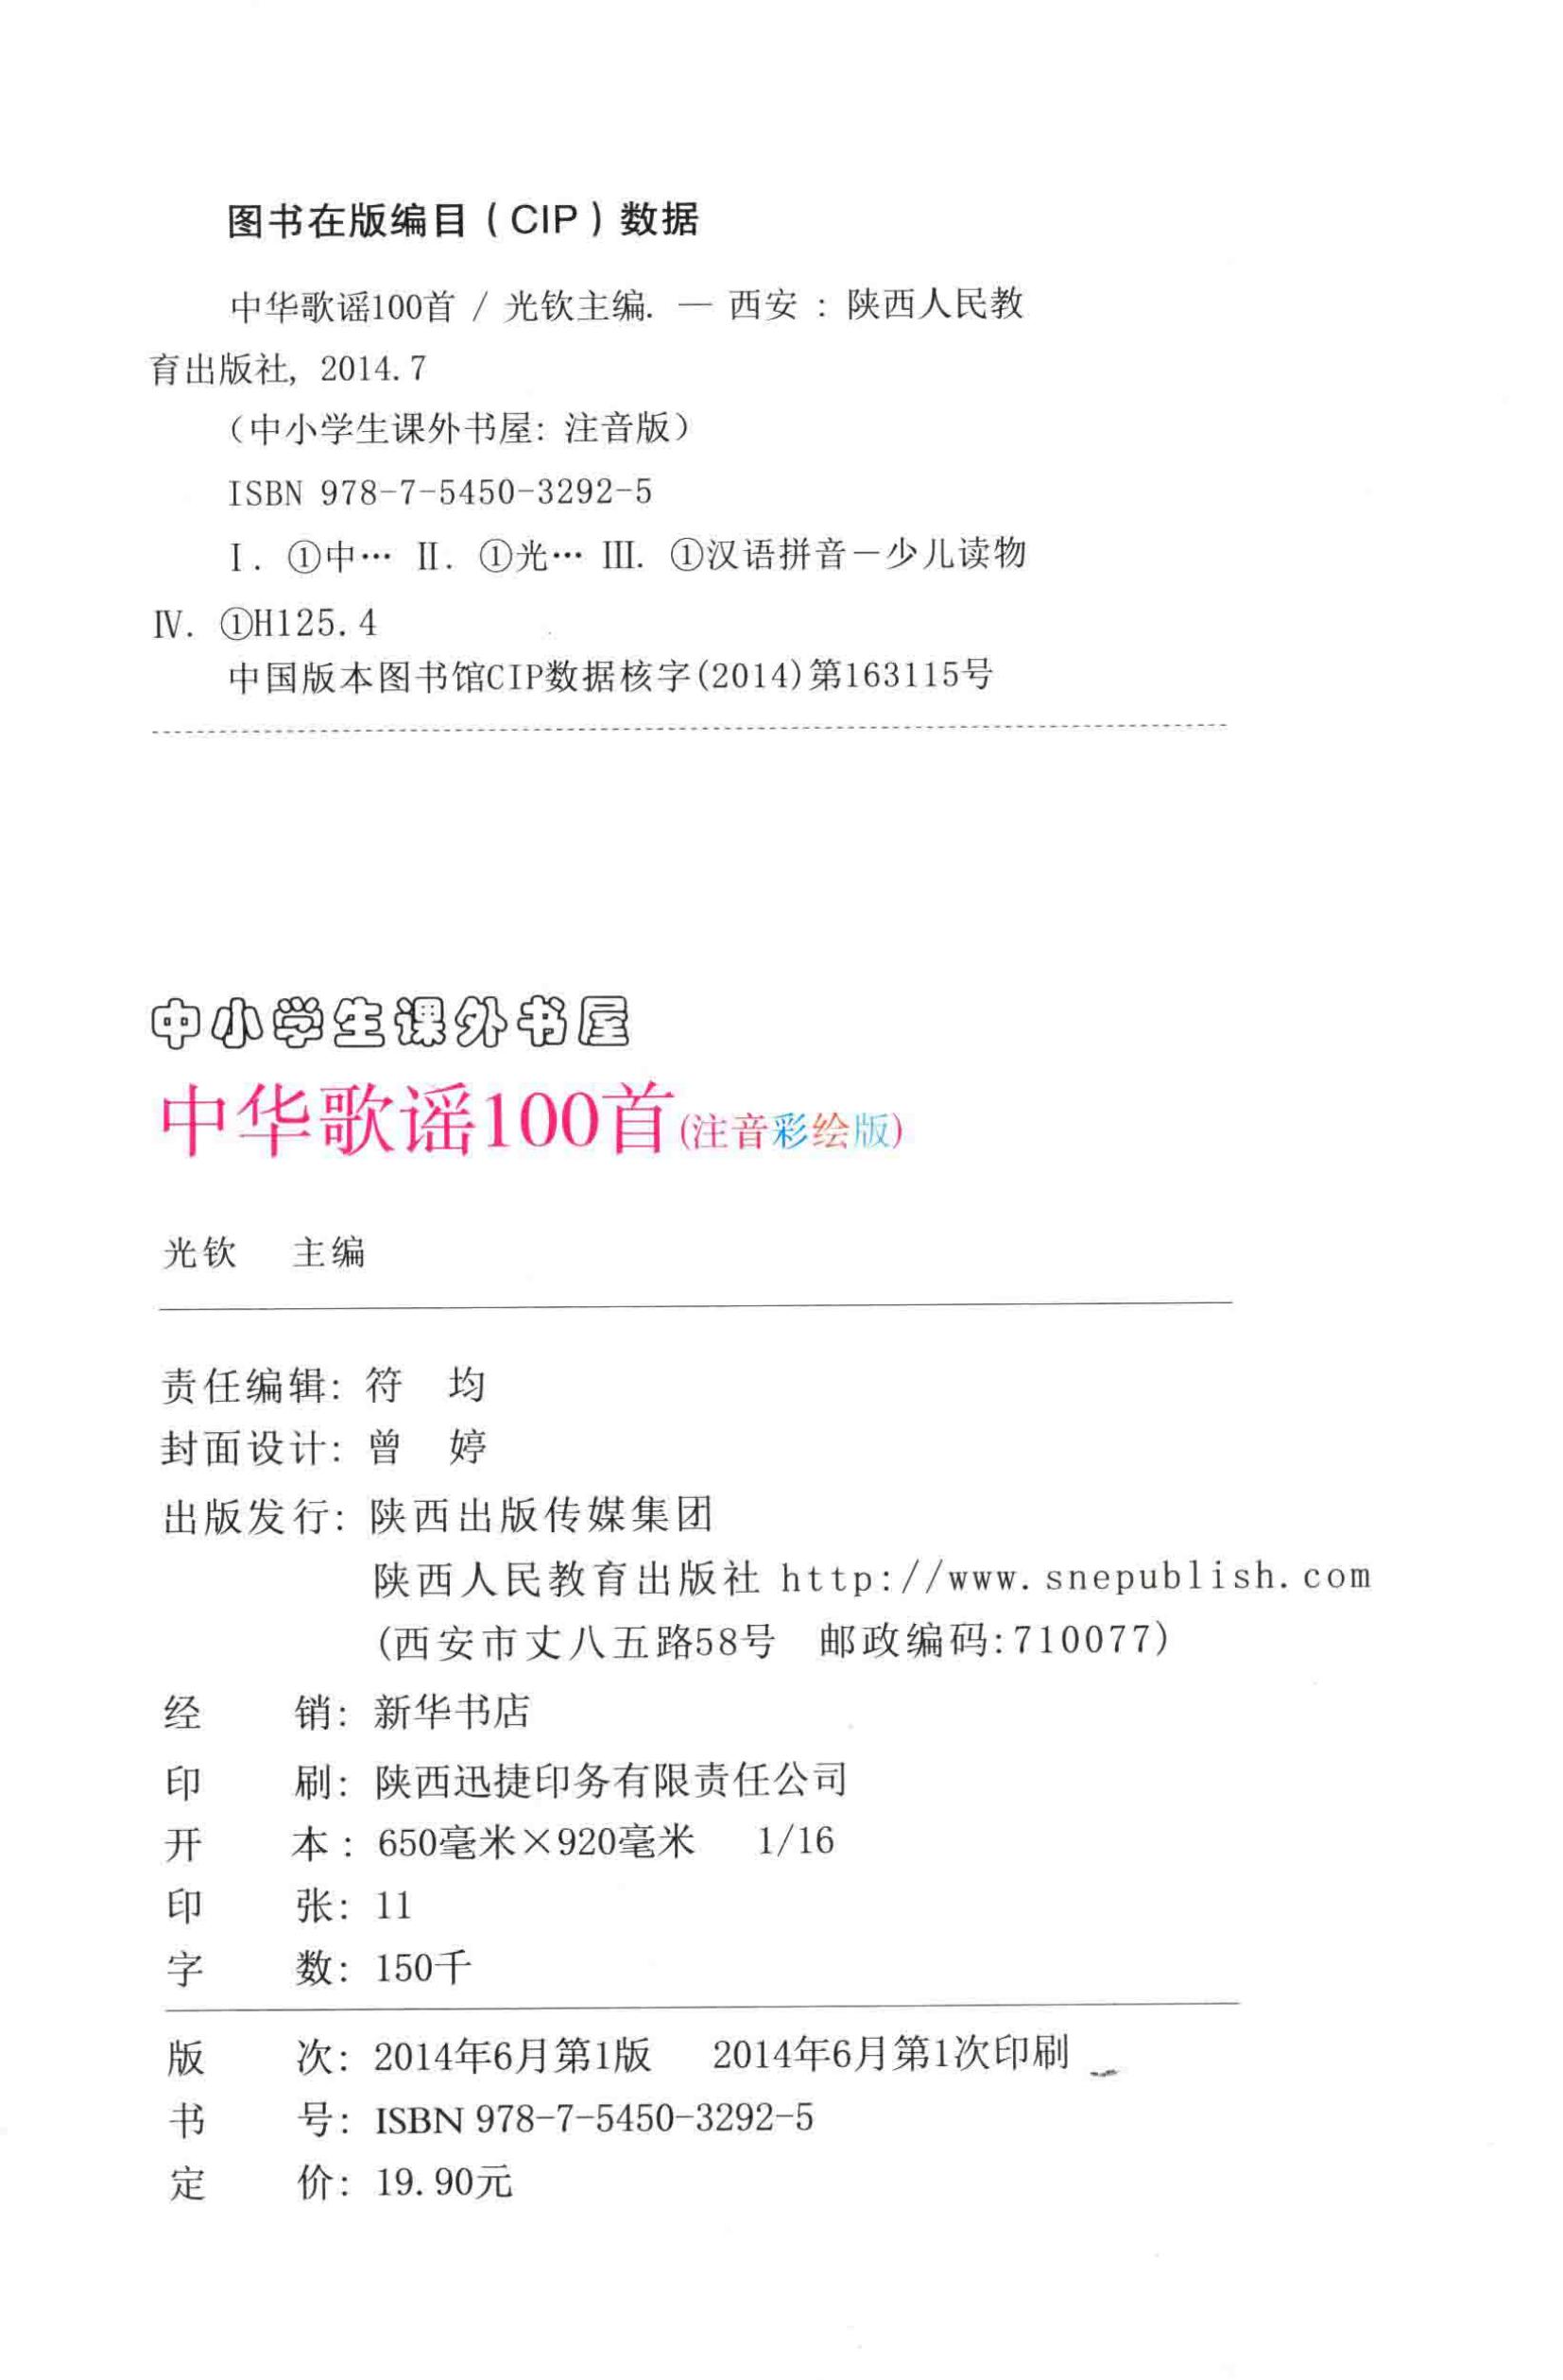 图书在版编目(CIP)数据
中华歌谣100首 / 光钦主编. — 西安 : 陕西人民教
育出版社, 2014.7
（中小学生课外书屋: 注音版）
ISBN 978-7-5450-3292-5
Ⅰ. ①中… Ⅱ. ①光… Ⅲ. ①汉语拼音－少儿读物
Ⅳ. ①H125.4
中国版本图书馆CIP数据核字(2014)第163115号
中小学生课外书屋
中华歌谣100首(注音彩绘版)
光钦 主编
责任编辑: 符 均
封面设计: 曾 婷
出版发行: 陕西出版传媒集团
陕西人民教育出版社 http://www.snepublish.com
(西安市丈八五路58号 邮政编码:710077)
经 销: 新华书店
印 刷: 陕西迅捷印务有限责任公司
开 本: 650毫米×920毫米 1/16
印 张: 11
字 数: 150千
版 次: 2014年6月第1版 2014年6月第1次印刷
书 号: ISBN 978-7-5450-3292-5
定 价: 19.90元